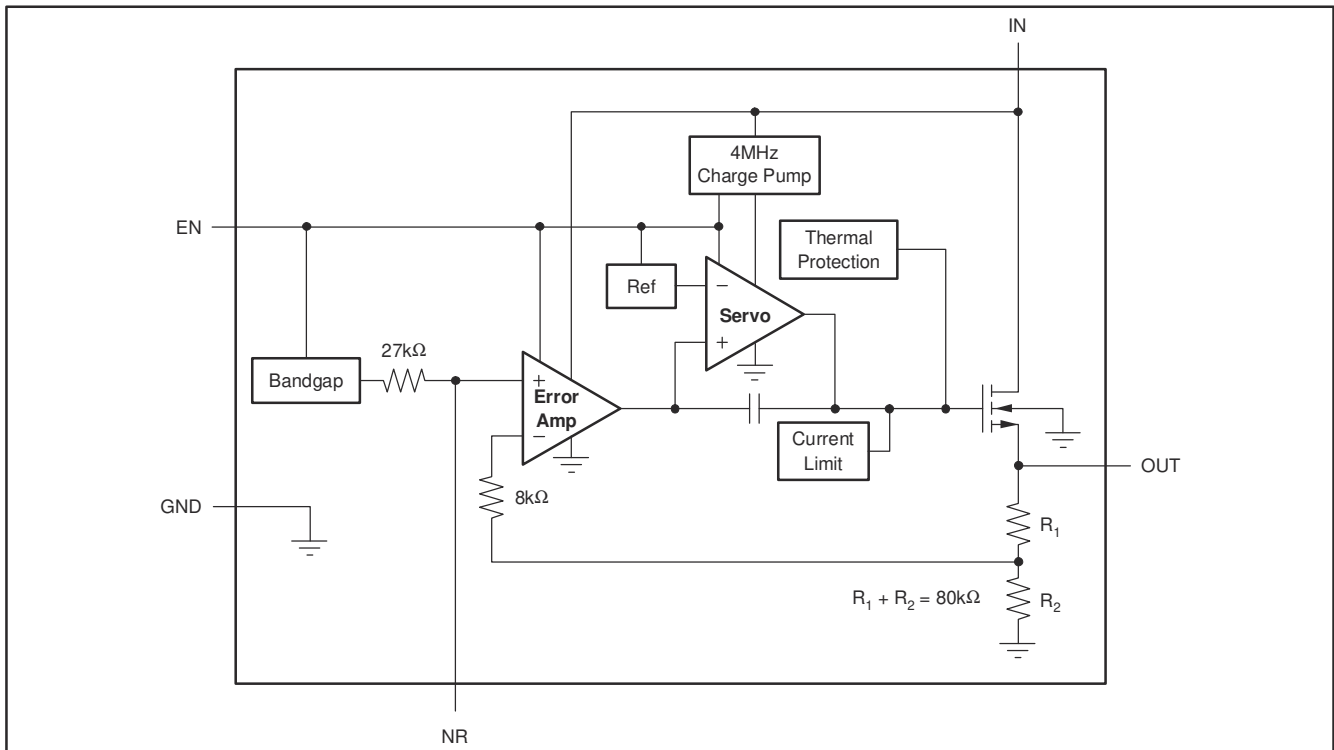 IN
4MHz
Charge Pump
EN
Thermal
Protection
Ref
−
Servo
+
27kΩ
Bandgap
+
Error
Amp
−
Current
Limit
OUT
8kΩ
GND
R1
R1 + R2 = 80kΩ
R2
NR